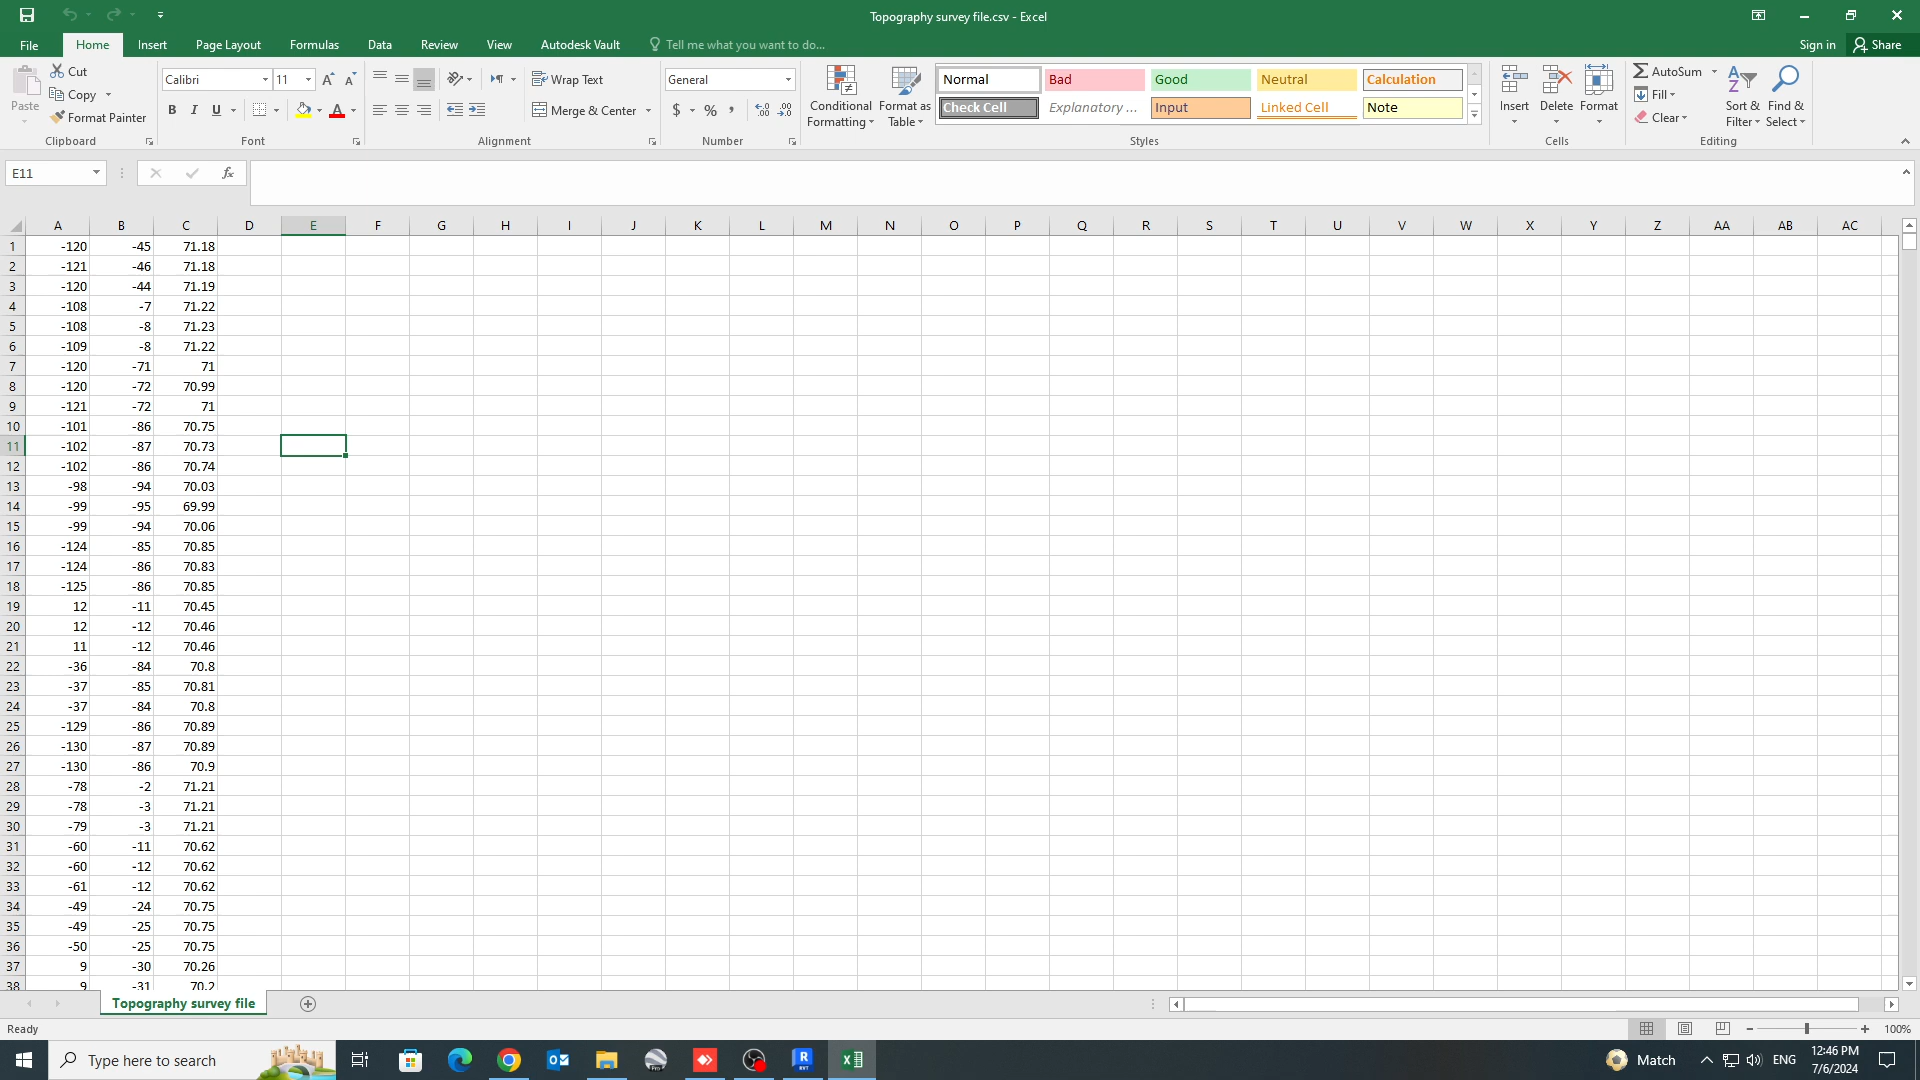 Topography survey file.csv - Excel
File Home Insert Page Layout Formulas Data Review View Autodesk Vault Tell me what you want to do... Sign in Share
Paste Cut Copy Format Painter Clipboard
Calibri 11 B I U Font
Wrap Text Merge & Center Alignment
General $ % , Number
Conditional Formatting Format as Table
Normal Bad Good Neutral Calculation
Check Cell Explanatory ... Input Linked Cell Note
Styles
Insert Delete Format Cells
AutoSum Fill Clear Sort & Filter Find & Select Editing
E11 fx
A B C D E F G H I J K L M N O P Q R S T U V W X Y Z AA AB AC
1 -120 -45 71.18
2 -121 -46 71.18
3 -120 -44 71.19
4 -108 -7 71.22
5 -108 -8 71.23
6 -109 -8 71.22
7 -120 -71 71
8 -120 -72 70.99
9 -121 -72 71
10 -101 -86 70.75
11 -102 -87 70.73
12 -102 -86 70.74
13 -98 -94 70.03
14 -99 -95 69.99
15 -99 -94 70.06
16 -124 -85 70.85
17 -124 -86 70.83
18 -125 -86 70.85
19 12 -11 70.45
20 12 -12 70.46
21 11 -12 70.46
22 -36 -84 70.8
23 -37 -85 70.81
24 -37 -84 70.8
25 -129 -86 70.89
26 -130 -87 70.89
27 -130 -86 70.9
28 -78 -2 71.21
29 -78 -3 71.21
30 -79 -3 71.21
31 -60 -11 70.62
32 -60 -12 70.62
33 -61 -12 70.62
34 -49 -24 70.75
35 -49 -25 70.75
36 -50 -25 70.75
37 9 -30 70.26
38 9 -31 70.2
Topography survey file
Ready 100%
Type here to search Match ENG 12:46 PM
7/6/2024